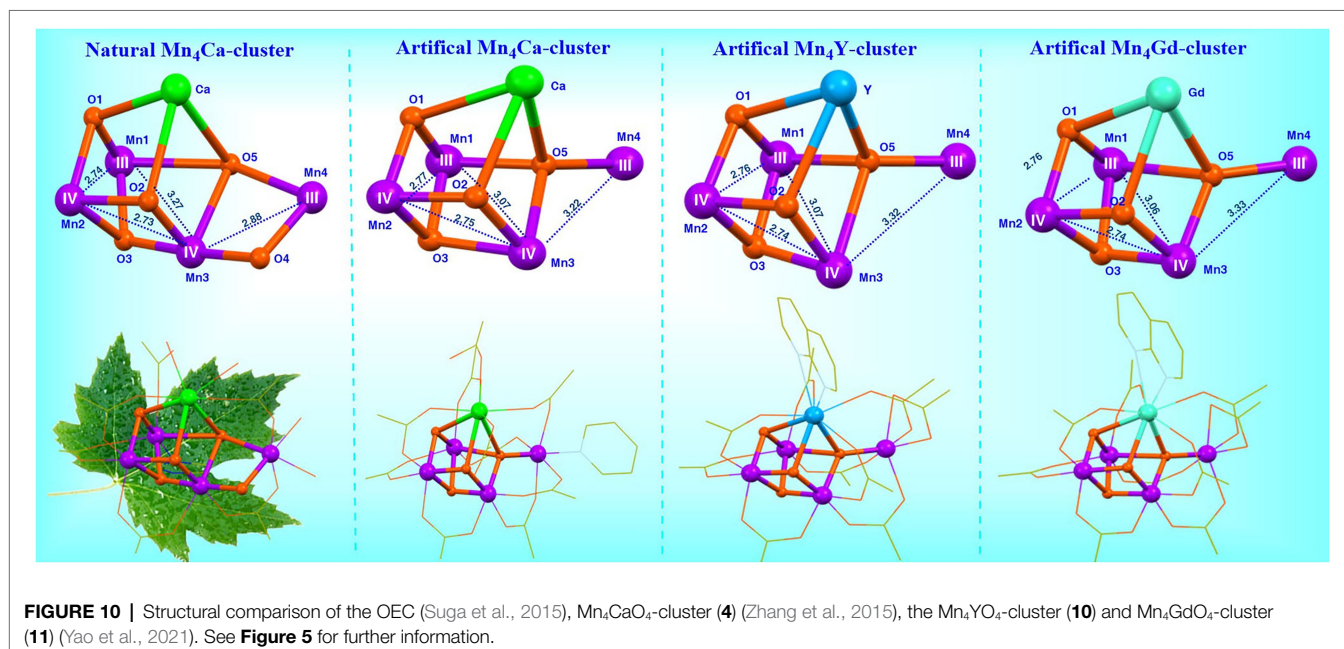 Natural Mn₄Ca-cluster
Ca
O1
Mn1
III
O5
Mn4
2.74
O2
3.27
IV
III
2.73
2.88
Mn2
O3
IV
O4
Mn3
Artifical Mn₄Ca-cluster
Ca
O1
Mn4
Mn1
O5
III
III
2.77
O2
3.07
IV
2.75
3.22
Mn2
O3
IV
Mn3
Artifical Mn₄Y-cluster
Y
O1
Mn4
Mn1
O5
III
III
2.76
O2
3.07
IV
2.74
3.32
Mn2
O3
IV
Mn3
Artifical Mn₄Gd-cluster
Gd
O1
Mn1
Mn4
2.76
III
O5
III
O2
3.06
IV
2.74
3.33
Mn2
O3
IV
Mn3
FIGURE 10 | Structural comparison of the OEC (Suga et al., 2015), Mn₄CaO₄-cluster (4) (Zhang et al., 2015), the Mn₄YO₄-cluster (10) and Mn₄GdO₄-cluster
(11) (Yao et al., 2021). See Figure 5 for further information.